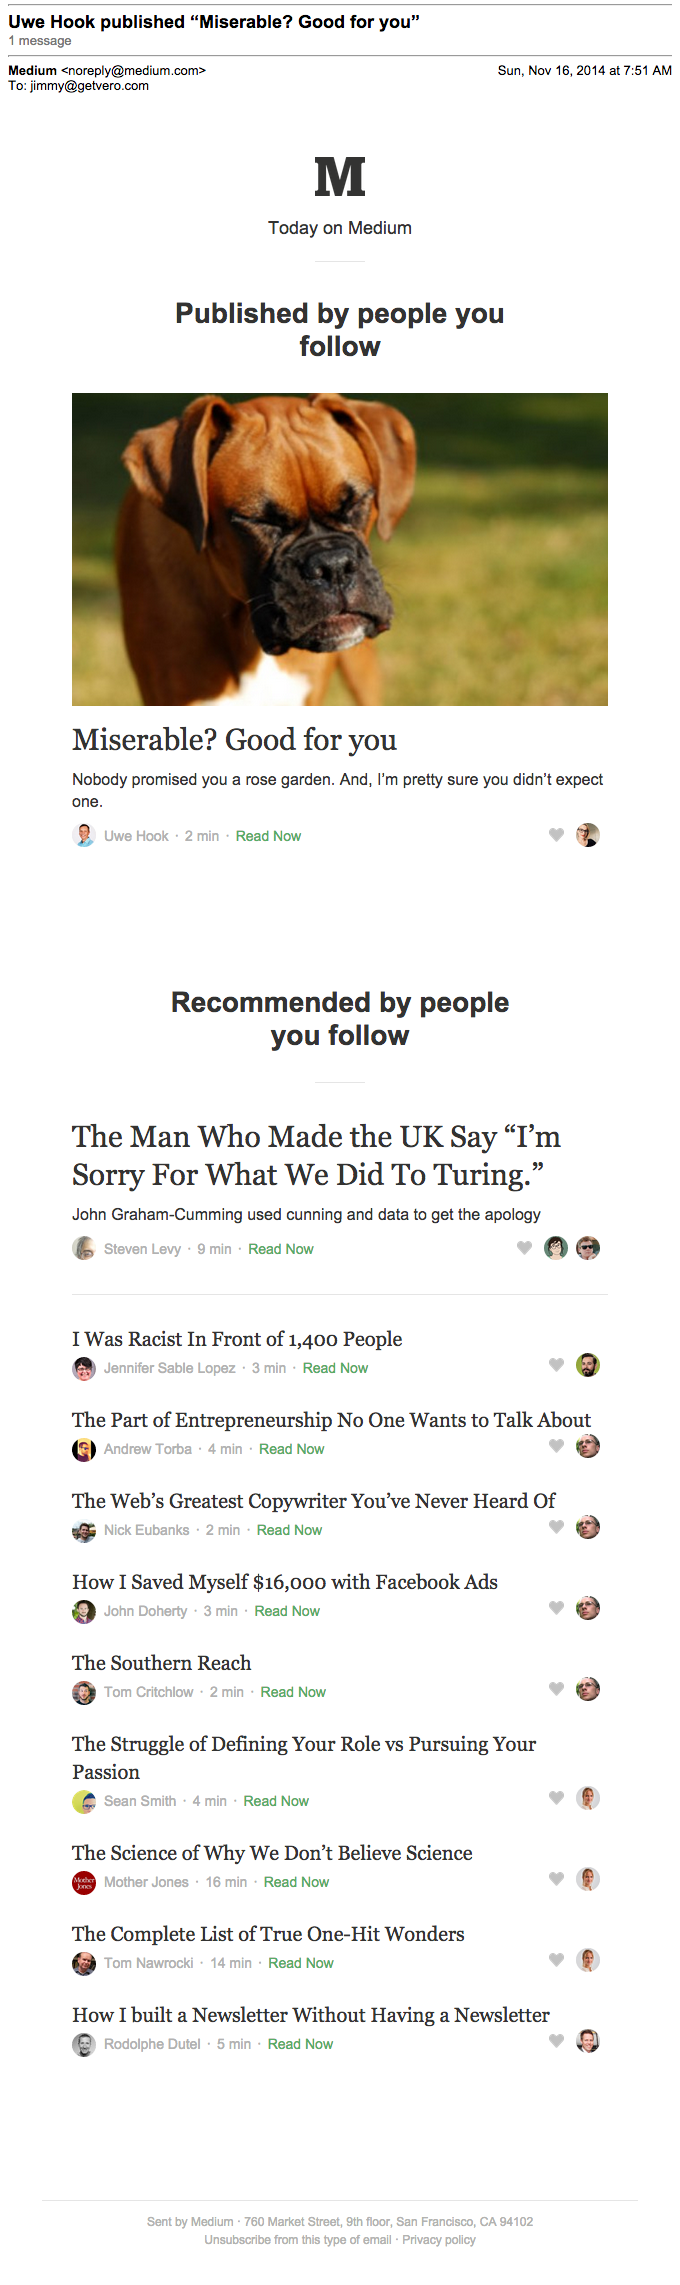 Uwe Hook published “Miserable? Good for you”
1 message
Medium <noreply@medium.com> Sun, Nov 16, 2014 at 7:51 AM
To: jimmy@getvero.com
M
Today on Medium
Published by people you
follow
Miserable? Good for you
Nobody promised you a rose garden. And, I’m pretty sure you didn’t expect
one.
Uwe Hook · 2 min · Read Now
Recommended by people
you follow
The Man Who Made the UK Say “I’m
Sorry For What We Did To Turing.”
John Graham-Cumming used cunning and data to get the apology
Steven Levy · 9 min · Read Now
I Was Racist In Front of 1,400 People
Jennifer Sable Lopez · 3 min · Read Now
The Part of Entrepreneurship No One Wants to Talk About
Andrew Torba · 4 min · Read Now
The Web’s Greatest Copywriter You’ve Never Heard Of
Nick Eubanks · 2 min · Read Now
How I Saved Myself $16,000 with Facebook Ads
John Doherty · 3 min · Read Now
The Southern Reach
Tom Critchlow · 2 min · Read Now
The Struggle of Defining Your Role vs Pursuing Your
Passion
Sean Smith · 4 min · Read Now
The Science of Why We Don’t Believe Science
Mother Jones
Mother Jones · 16 min · Read Now
The Complete List of True One-Hit Wonders
Tom Nawrocki · 14 min · Read Now
How I built a Newsletter Without Having a Newsletter
Rodolphe Dutel · 5 min · Read Now
Sent by Medium · 760 Market Street, 9th floor, San Francisco, CA 94102
Unsubscribe from this type of email · Privacy policy